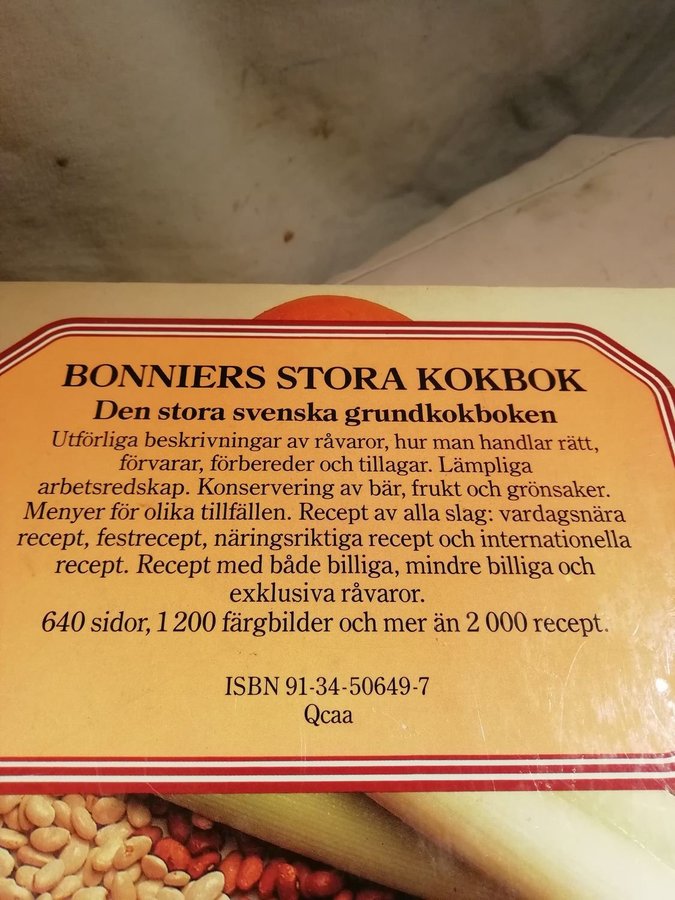 BONNIERS STORA KOKBOK
Den stora svenska grundkokboken
Utförliga beskrivningar av råvaror, hur man handlar rätt,
förvarar, förbereder och tillagar. Lämpliga
arbetsredskap. Konservering av bär, frukt och grönsaker.
Menyer för olika tillfällen. Recept av alla slag: vardagsnära
recept, festrecept, näringsriktiga recept och internationella
recept. Recept med både billiga, mindre billiga och
exklusiva råvaror.
640 sidor, 1 200 färgbilder och mer än 2 000 recept.
ISBN 91-34-50649-7
Qcaa